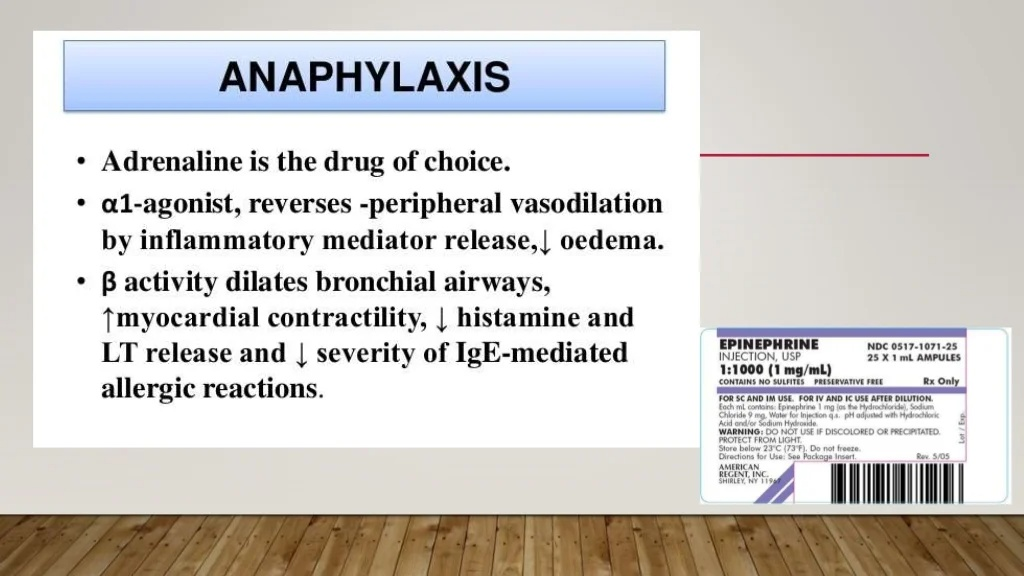 ANAPHYLAXIS
• Adrenaline is the drug of choice.
• α1-agonist, reverses -peripheral vasodilation
by inflammatory mediator release,↓ oedema.
• β activity dilates bronchial airways,
↑myocardial contractility, ↓ histamine and
LT release and ↓ severity of IgE-mediated
allergic reactions.
EPINEPHRINE
INJECTION, USP
1:1000 (1 mg/mL)
NDC 0517-1071-25
25 X 1 mL AMPULES
CONTAINS NO SULFITES PRESERVATIVE FREE Rx Only
FOR SC AND IM USE. FOR IV AND IC USE AFTER DILUTION.
Each mL contains: Epinephrine 1 mg (as the Hydrochloride), Sodium
Chloride 9 mg, Water for Injection q.s. pH adjusted with Hydrochloric
Acid and/or Sodium Hydroxide.
WARNING: DO NOT USE IF DISCOLORED OR PRECIPITATED.
PROTECT FROM LIGHT.
Store below 23°C (73°F). Do not freeze.
Directions for Use: See Package Insert. Rev. 5/05
AMERICAN
REGENT, INC.
SHIRLEY, NY 11967
Lot / Exp.